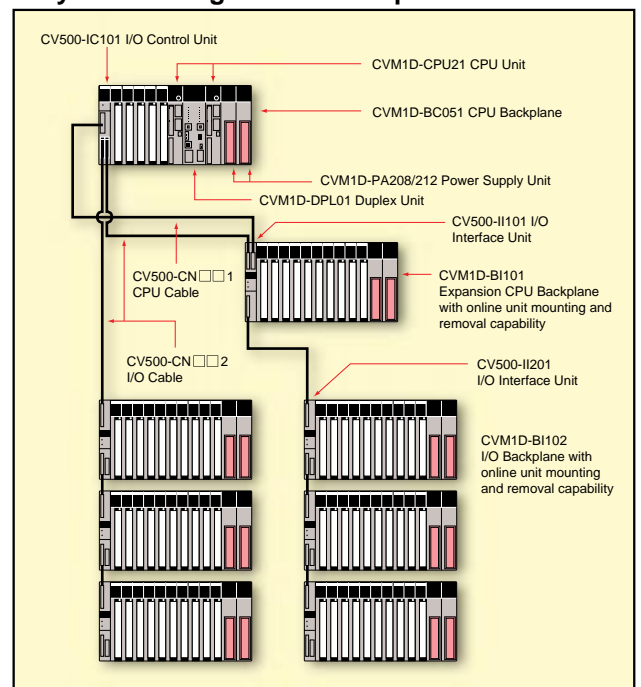 CV500-IC101 I/O Control Unit
CVM1D-CPU21 CPU Unit
CVM1D-BC051 CPU Backplane
CVM1D-PA208/212 Power Supply Unit
CVM1D-DPL01 Duplex Unit
CV500-II101 I/O
Interface Unit
CV500-CN□□1
CPU Cable
CVM1D-BI101
Expansion CPU Backplane
with online unit mounting and
removal capability
CV500-CN□□2
I/O Cable
CV500-II201
I/O Interface Unit
CVM1D-BI102
I/O Backplane with
online unit mounting
and removal capability